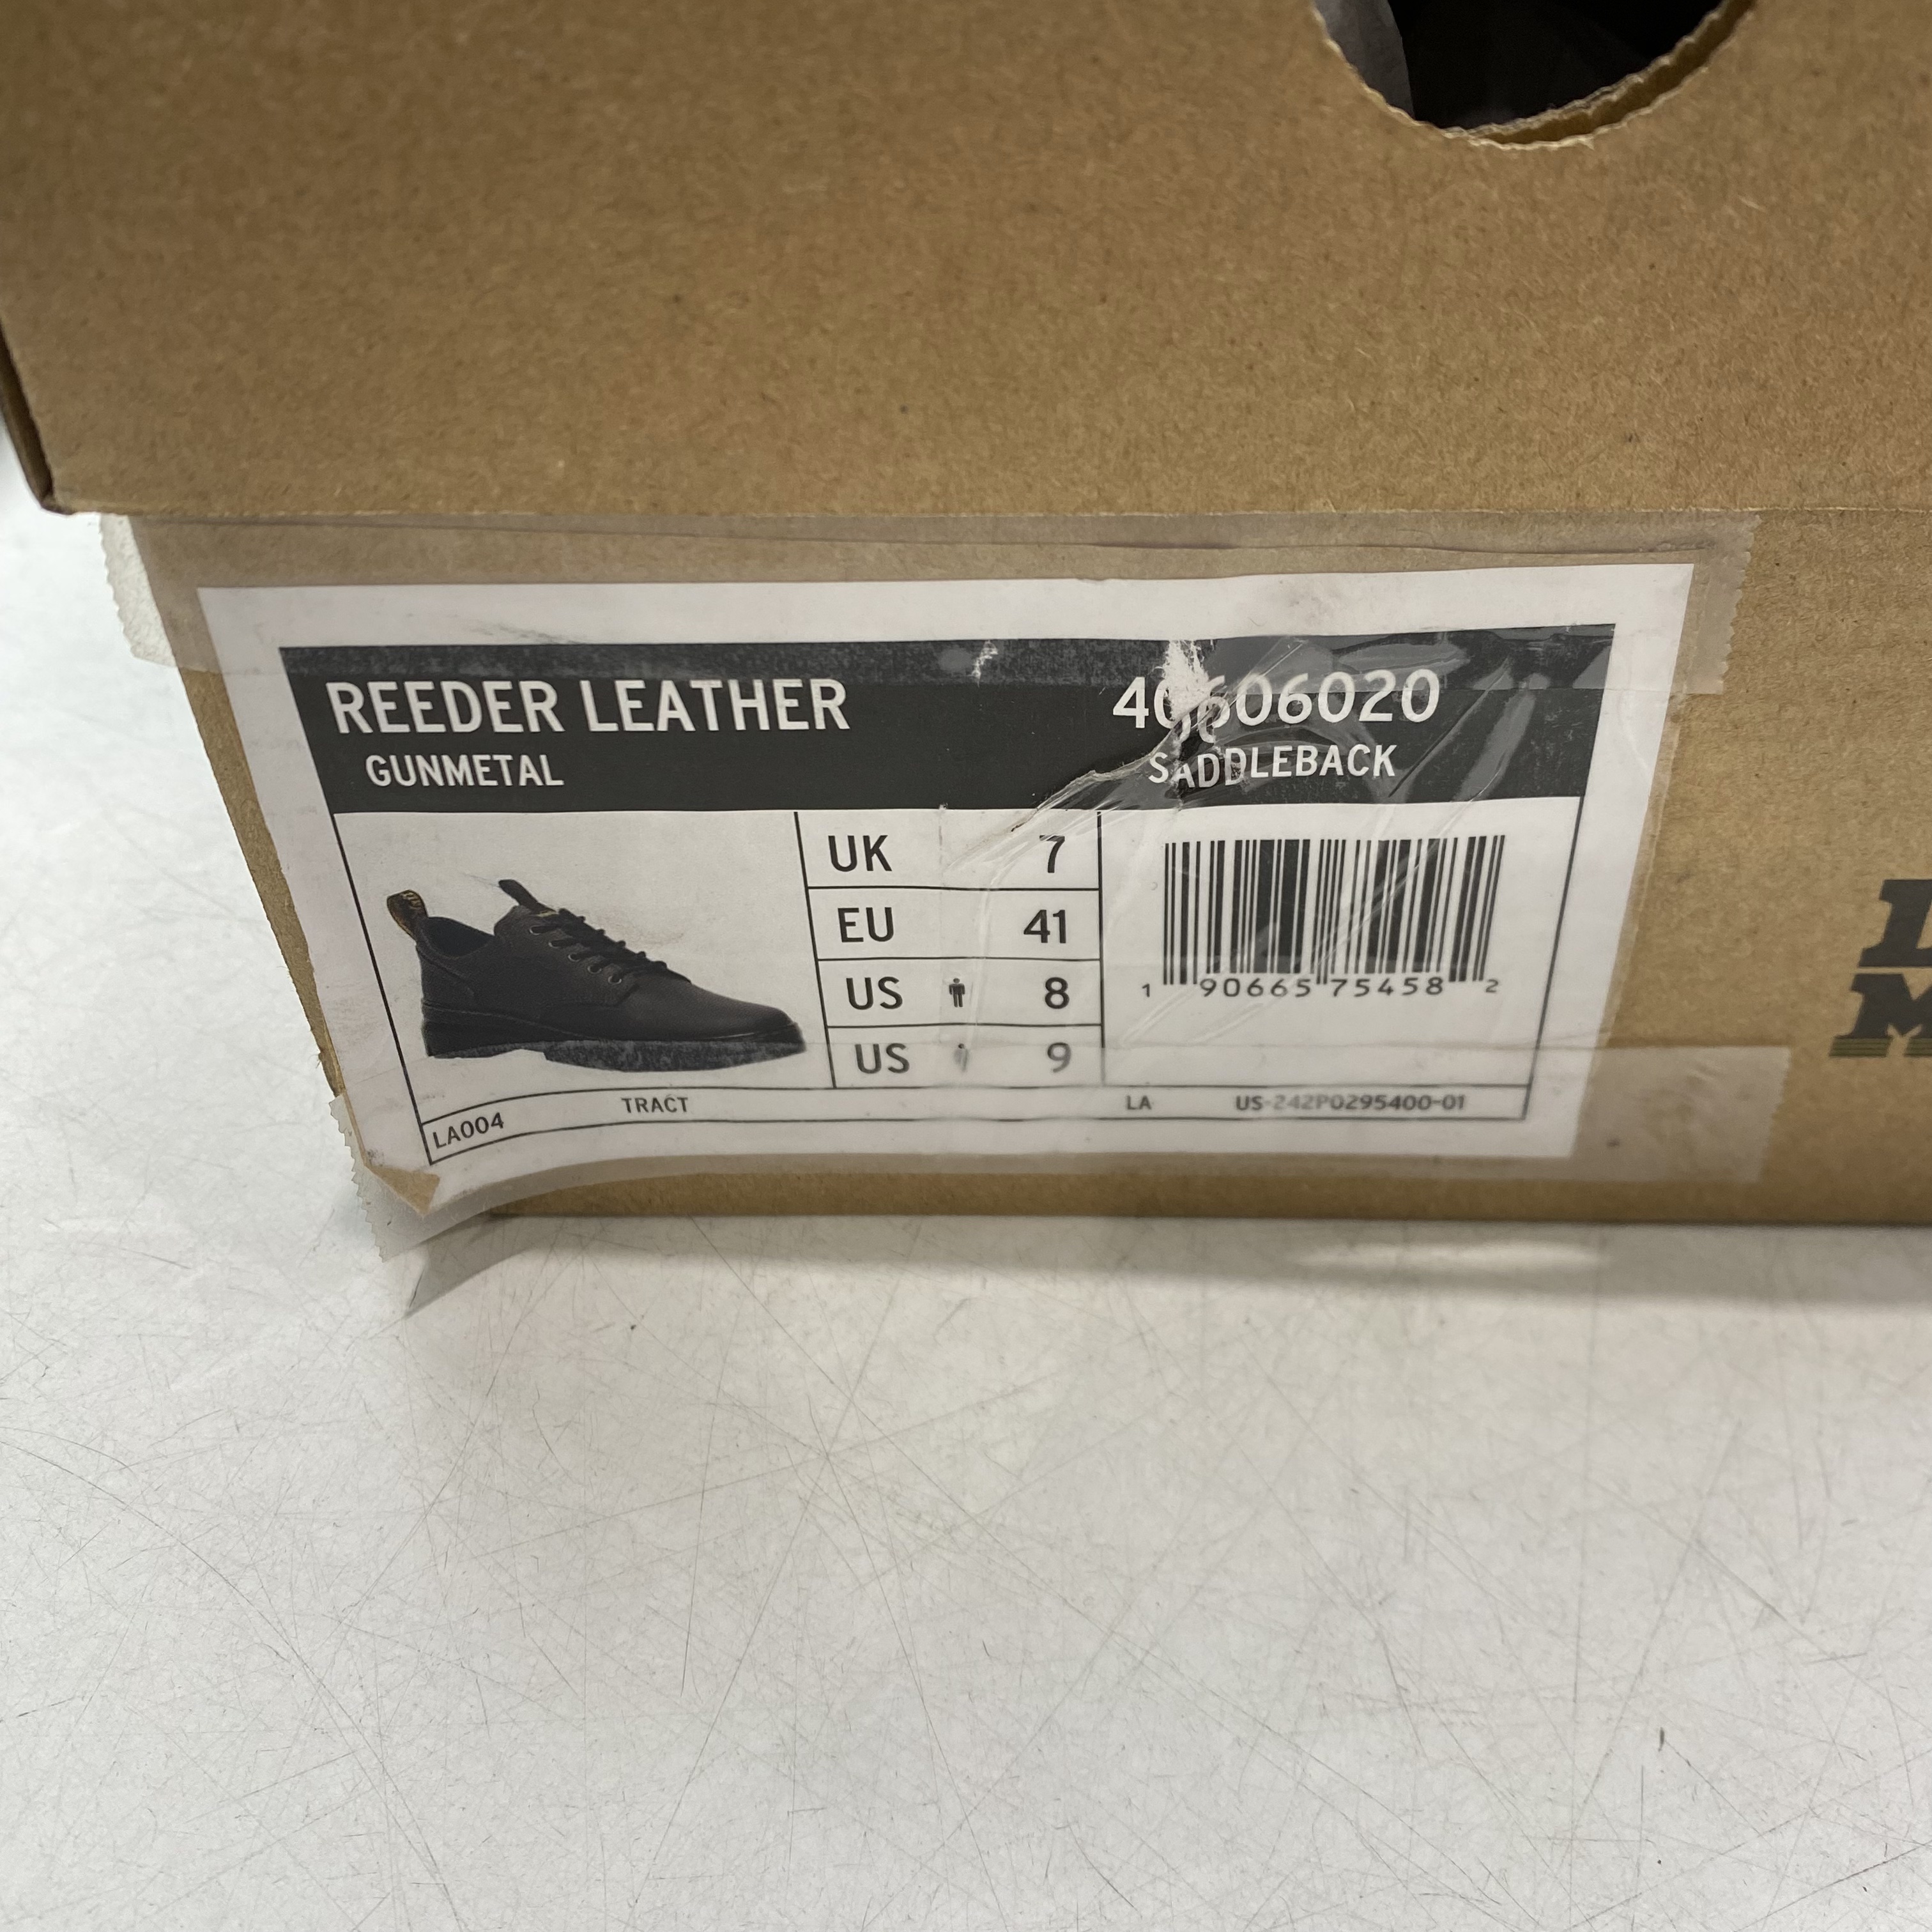 REEDER LEATHER 40606020
GUNMETAL SADDLEBACK
UK 7
EU 41
US 8
US 9
1 90665 75458 2
LA004 TRACT LA US-242P0295400-01